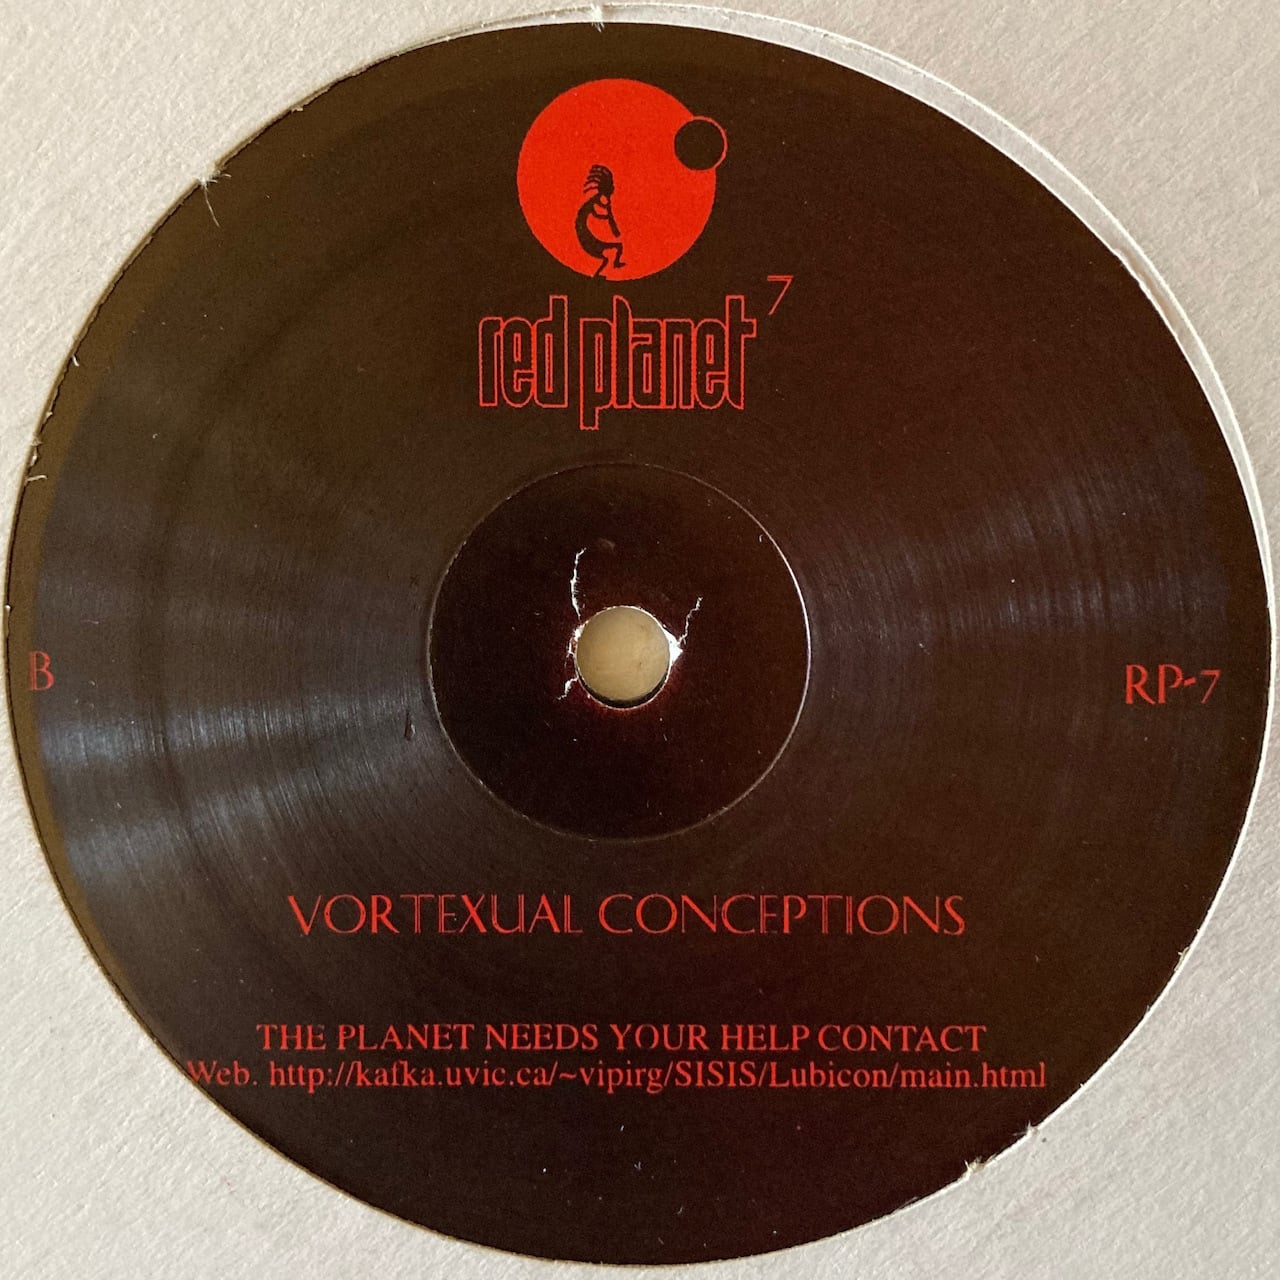 7
red planet
B
RP-7
VORTEXUAL CONCEPTIONS
THE PLANET NEEDS YOUR HELP CONTACT
Web. http://kafka.uvic.ca/~vipirg/SISIS/Lubicon/main.html